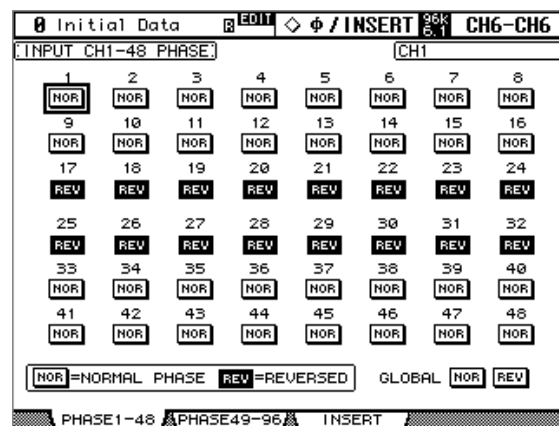 0 Initial Data R EDIT ◇ Φ/INSERT 96K 6.1 CH6-CH6
INPUT CH1-48 PHASE CH1
1 2 3 4 5 6 7 8
NOR NOR NOR NOR NOR NOR NOR NOR
9 10 11 12 13 14 15 16
NOR NOR NOR NOR NOR NOR NOR NOR
17 18 19 20 21 22 23 24
REV REV REV REV REV REV REV REV
25 26 27 28 29 30 31 32
REV REV REV REV REV REV REV REV
33 34 35 36 37 38 39 40
NOR NOR NOR NOR NOR NOR NOR NOR
41 42 43 44 45 46 47 48
NOR NOR NOR NOR NOR NOR NOR NOR
NOR=NORMAL PHASE REV=REVERSED GLOBAL NOR REV
PHASE1-48 PHASE49-96 INSERT